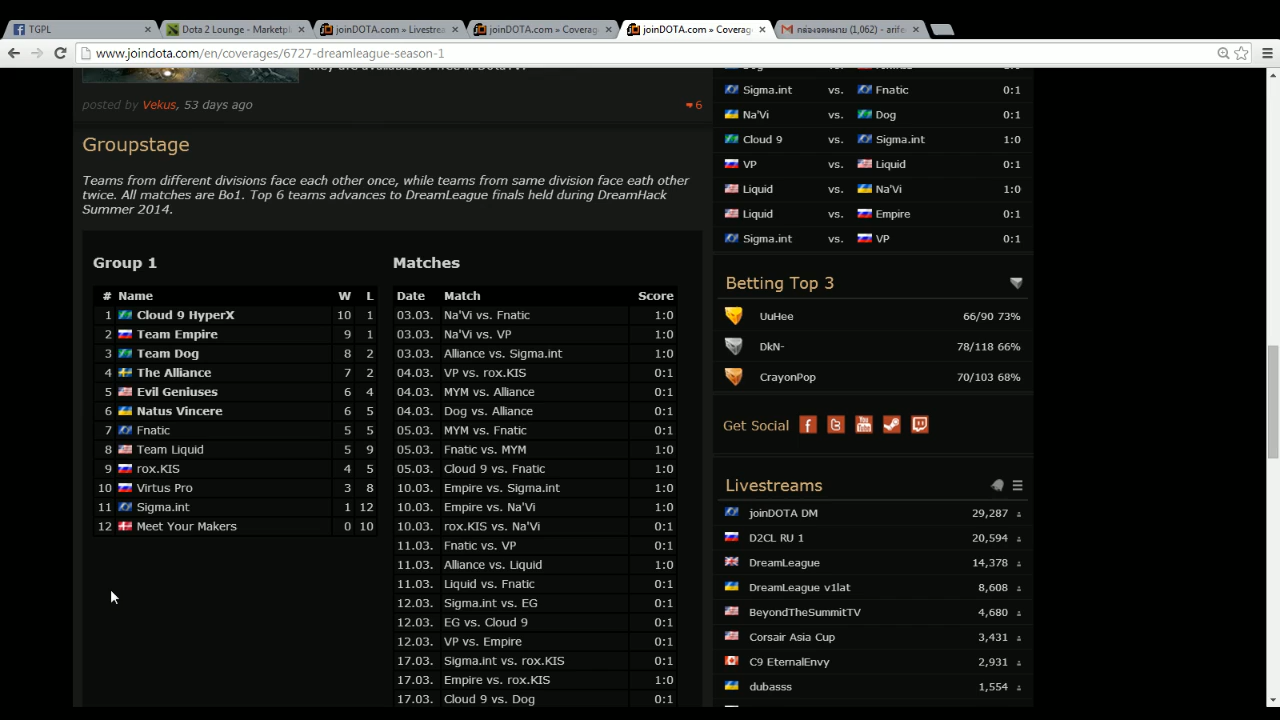 TGPL
Dota 2 Lounge - Marketpl
joinDOTA.com » Livestrea
joinDOTA.com » Coverag
joinDOTA.com » Coverag
กล่องจดหมาย (1,062) - arife
www.joindota.com/en/coverages/6727-dreamleague-season-1
posted by Vekus, 53 days ago
6
Groupstage
Teams from different divisions face each other once, while teams from same division face eath other
twice. All matches are Bo1. Top 6 teams advances to DreamLeague finals held during DreamHack
Summer 2014.
Group 1
# Name W L
1 Cloud 9 HyperX 10 1
2 Team Empire 9 1
3 Team Dog 8 2
4 The Alliance 7 2
5 Evil Geniuses 6 4
6 Natus Vincere 6 5
7 Fnatic 5 5
8 Team Liquid 5 9
9 rox.KIS 4 5
10 Virtus Pro 3 8
11 Sigma.int 1 12
12 Meet Your Makers 0 10
Matches
Date Match Score
03.03. Na'Vi vs. Fnatic 1:0
03.03. Na'Vi vs. VP 1:0
03.03. Alliance vs. Sigma.int 1:0
04.03. VP vs. rox.KIS 0:1
04.03. MYM vs. Alliance 0:1
04.03. Dog vs. Alliance 0:1
05.03. MYM vs. Fnatic 0:1
05.03. Fnatic vs. MYM 1:0
05.03. Cloud 9 vs. Fnatic 1:0
10.03. Empire vs. Sigma.int 1:0
10.03. Empire vs. Na'Vi 1:0
10.03. rox.KIS vs. Na'Vi 0:1
11.03. Fnatic vs. VP 0:1
11.03. Alliance vs. Liquid 1:0
11.03. Liquid vs. Fnatic 0:1
12.03. Sigma.int vs. EG 0:1
12.03. EG vs. Cloud 9 0:1
12.03. VP vs. Empire 0:1
17.03. Sigma.int vs. rox.KIS 0:1
17.03. Empire vs. rox.KIS 1:0
17.03. Cloud 9 vs. Dog 0:1
Sigma.int vs. Fnatic 0:1
Na'Vi vs. Dog 0:1
Cloud 9 vs. Sigma.int 1:0
VP vs. Liquid 0:1
Liquid vs. Na'Vi 1:0
Liquid vs. Empire 0:1
Sigma.int vs. VP 0:1
Betting Top 3
UuHee 66/90 73%
DkN- 78/118 66%
CrayonPop 70/103 68%
Get Social
Livestreams
joinDOTA DM 29,287
D2CL RU 1 20,594
DreamLeague 14,378
DreamLeague v1lat 8,608
BeyondTheSummitTV 4,680
Corsair Asia Cup 3,431
C9 EternalEnvy 2,931
dubasss 1,554